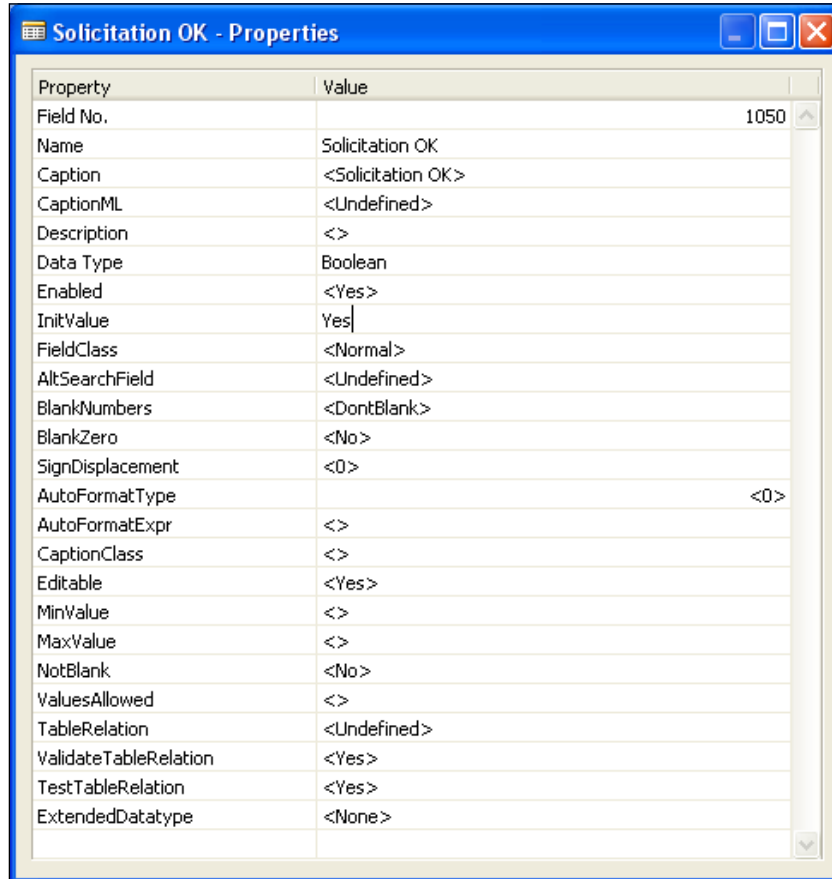 Solicitation OK - Properties
Property Value
Field No. 1050
Name Solicitation OK
Caption <Solicitation OK>
CaptionML <Undefined>
Description <>
Data Type Boolean
Enabled <Yes>
InitValue Yes
FieldClass <Normal>
AltSearchField <Undefined>
BlankNumbers <DontBlank>
BlankZero <No>
SignDisplacement <0>
AutoFormatType <0>
AutoFormatExpr <>
CaptionClass <>
Editable <Yes>
MinValue <>
MaxValue <>
NotBlank <No>
ValuesAllowed <>
TableRelation <Undefined>
ValidateTableRelation <Yes>
TestTableRelation <Yes>
ExtendedDatatype <None>